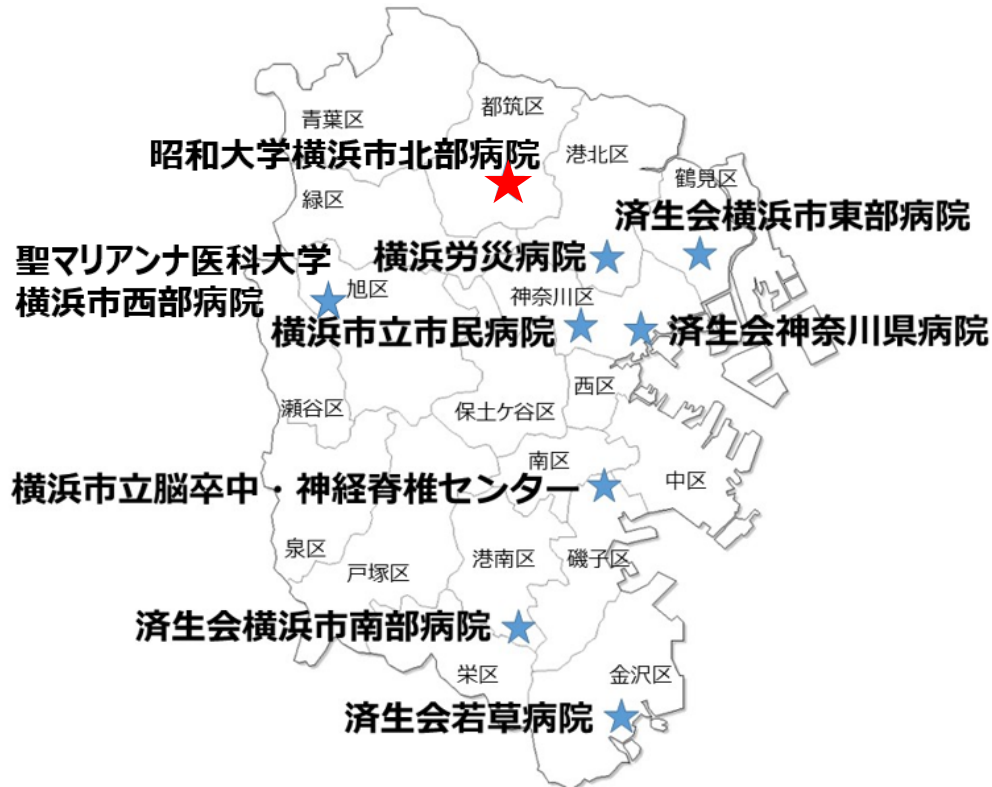 都筑区
青葉区
昭和大学横浜市北部病院
港北区
鶴見区
緑区
済生会横浜市東部病院
聖マリアンナ医科大学
横浜市西部病院
横浜労災病院
旭区
神奈川区
横浜市立市民病院
済生会神奈川県病院
西区
瀬谷区
保土ケ谷区
南区
中区
横浜市立脳卒中・神経脊椎センター
泉区
港南区
磯子区
戸塚区
済生会横浜市南部病院
栄区
金沢区
済生会若草病院